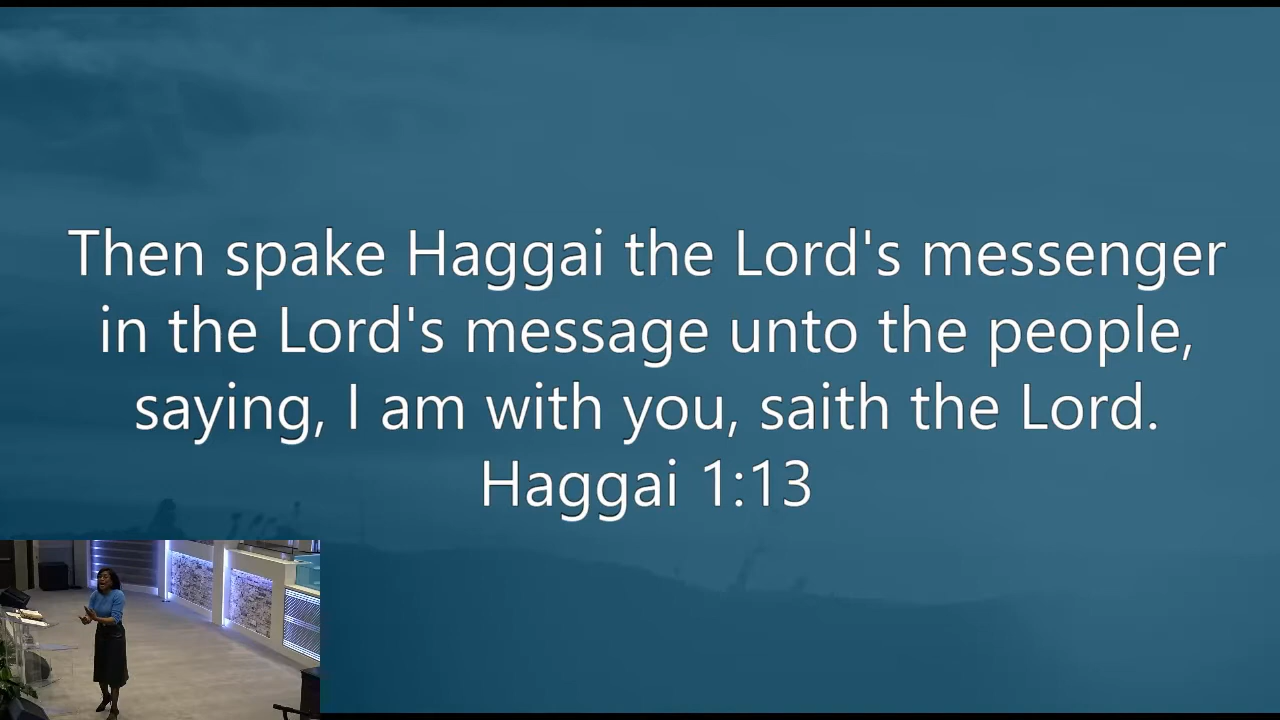 Then spake Haggai the Lord's messenger
in the Lord's message unto the people,
saying, I am with you, saith the Lord.
Haggai 1:13